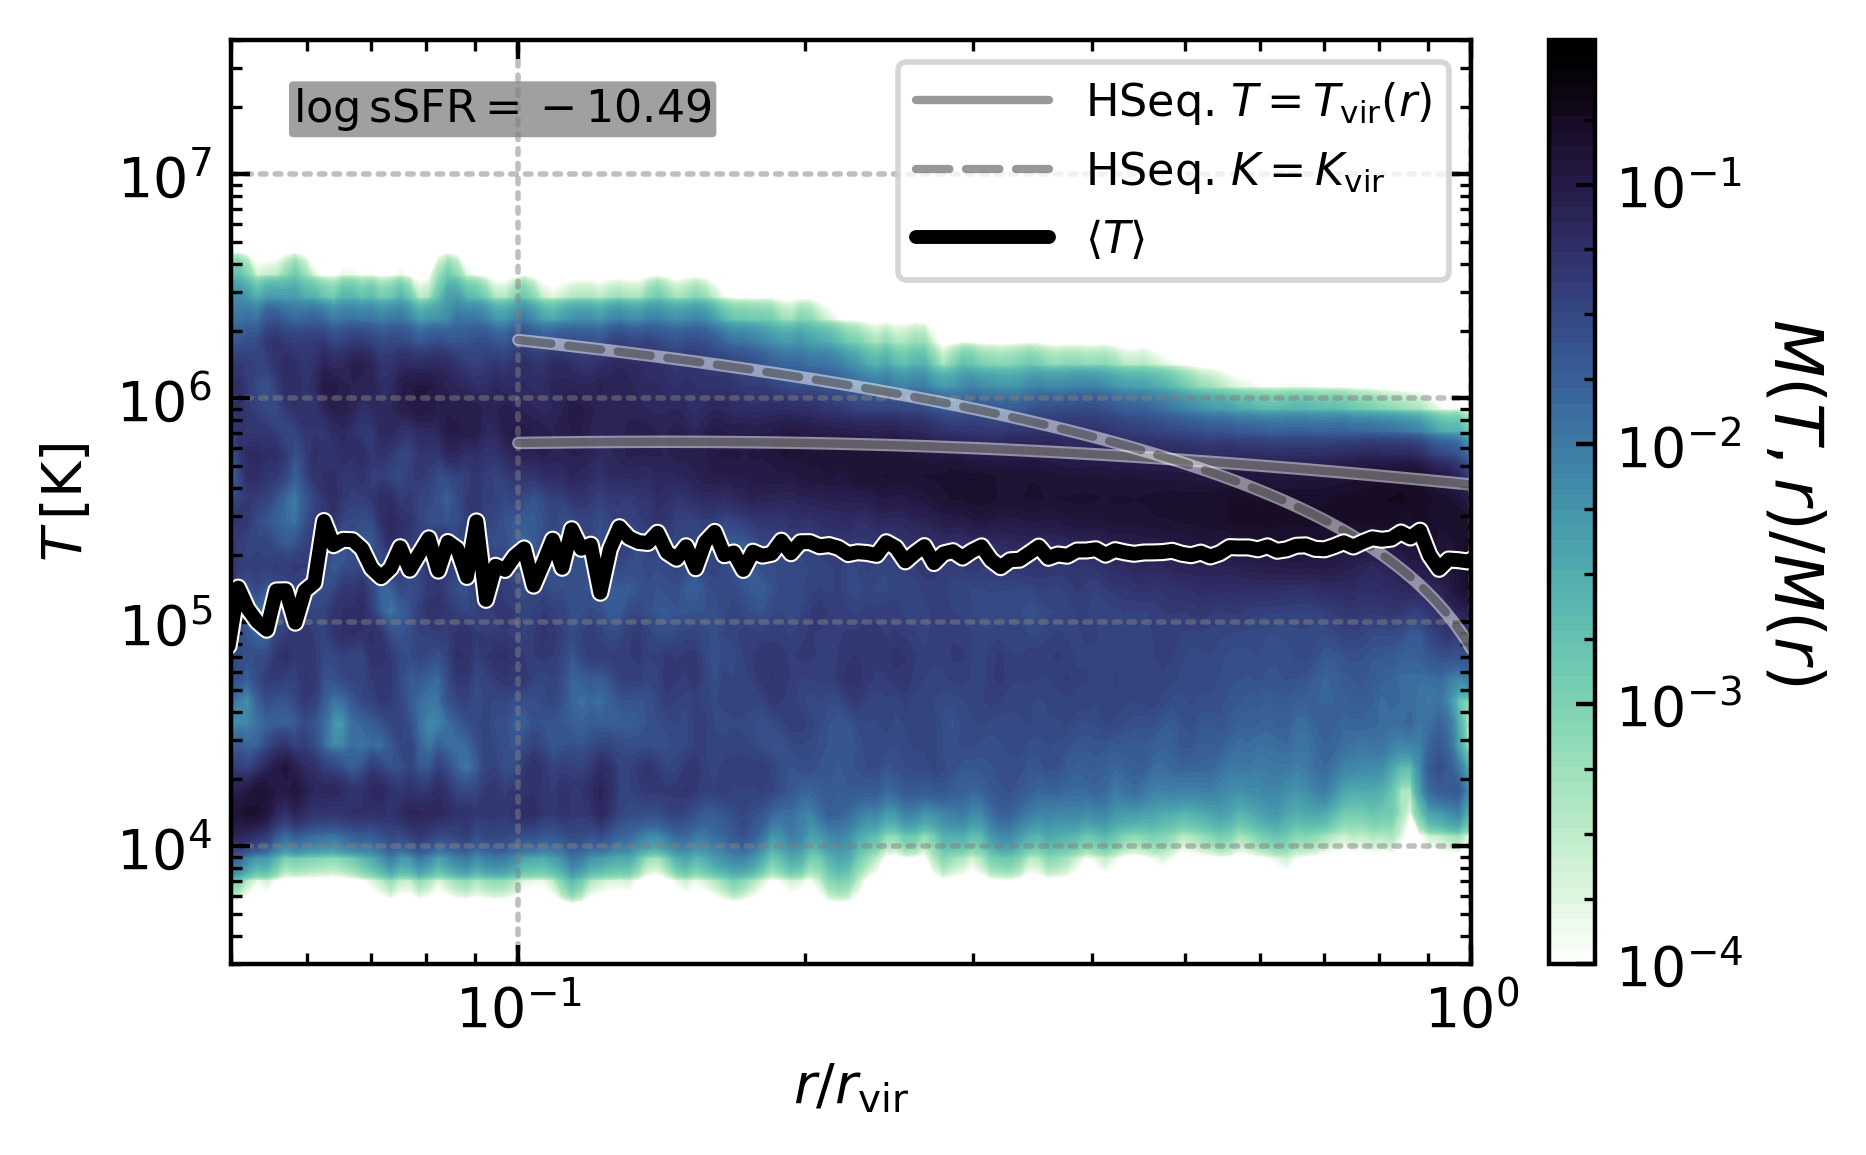 log sSFR = −10.49
HSeq. T = T_vir(r)
HSeq. K = K_vir
⟨T⟩
10^7
10^6
10^5
10^4
T [K]
10^−1
10^0
r/r_vir
10^−1
10^−2
10^−3
10^−4
M(T, r)/M(r)